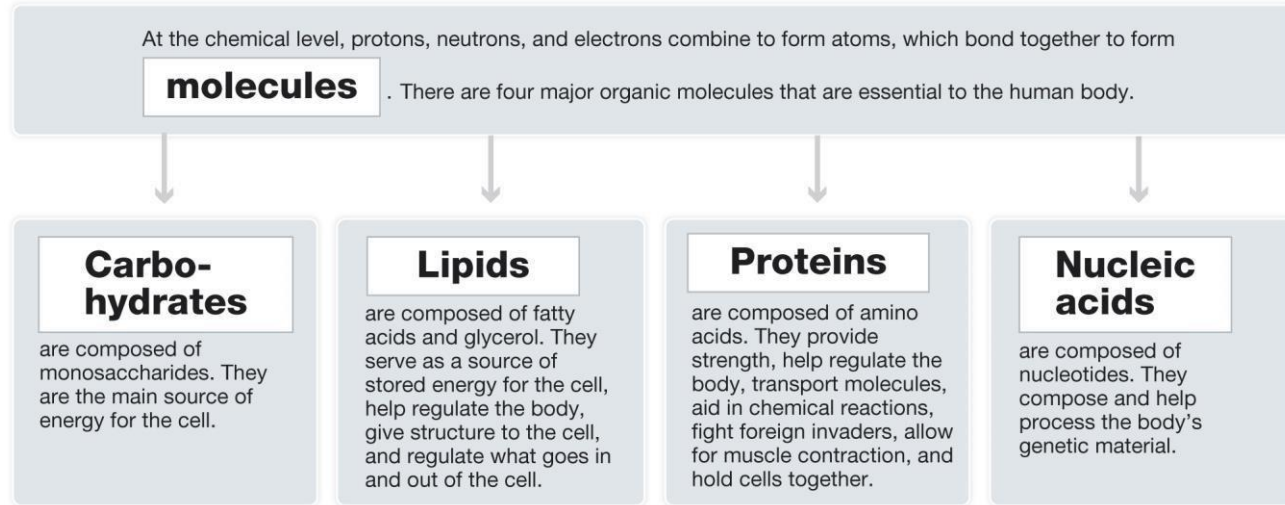 At the chemical level, protons, neutrons, and electrons combine to form atoms, which bond together to form
molecules . There are four major organic molecules that are essential to the human body.
Carbo-
hydrates
are composed of
monosaccharides. They
are the main source of
energy for the cell.
Lipids
are composed of fatty
acids and glycerol. They
serve as a source of
stored energy for the cell,
help regulate the body,
give structure to the cell,
and regulate what goes in
and out of the cell.
Proteins
are composed of amino
acids. They provide
strength, help regulate the
body, transport molecules,
aid in chemical reactions,
fight foreign invaders, allow
for muscle contraction, and
hold cells together.
Nucleic
acids
are composed of
nucleotides. They
compose and help
process the body’s
genetic material.